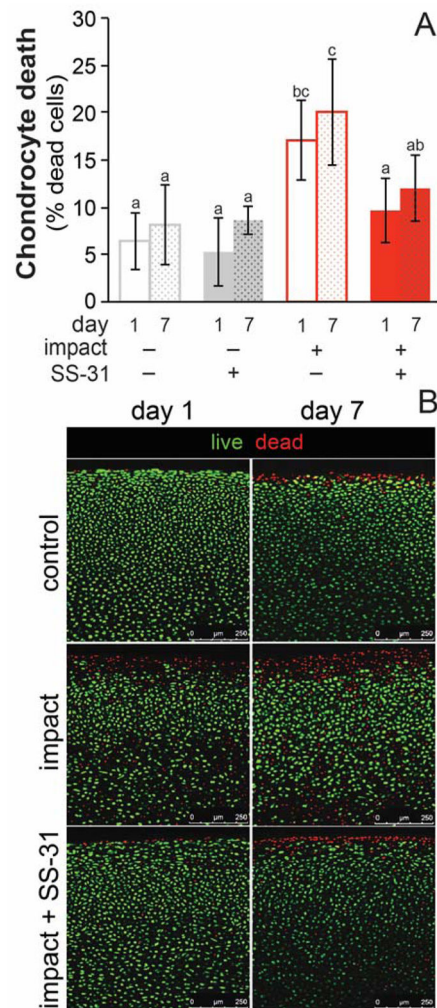 A
Chondrocyte death
(% dead cells)
30
25
20
15
10
5
0
a
a
a
a
bc
c
a
ab
day 1 7 1 7 1 7 1 7
impact – – + +
SS-31 – + – +
B
day 1 day 7
live dead
control
0 µm 250
0 µm 250
impact
0 µm 250
0 µm 250
impact + SS-31
0 µm 250
0 µm 250